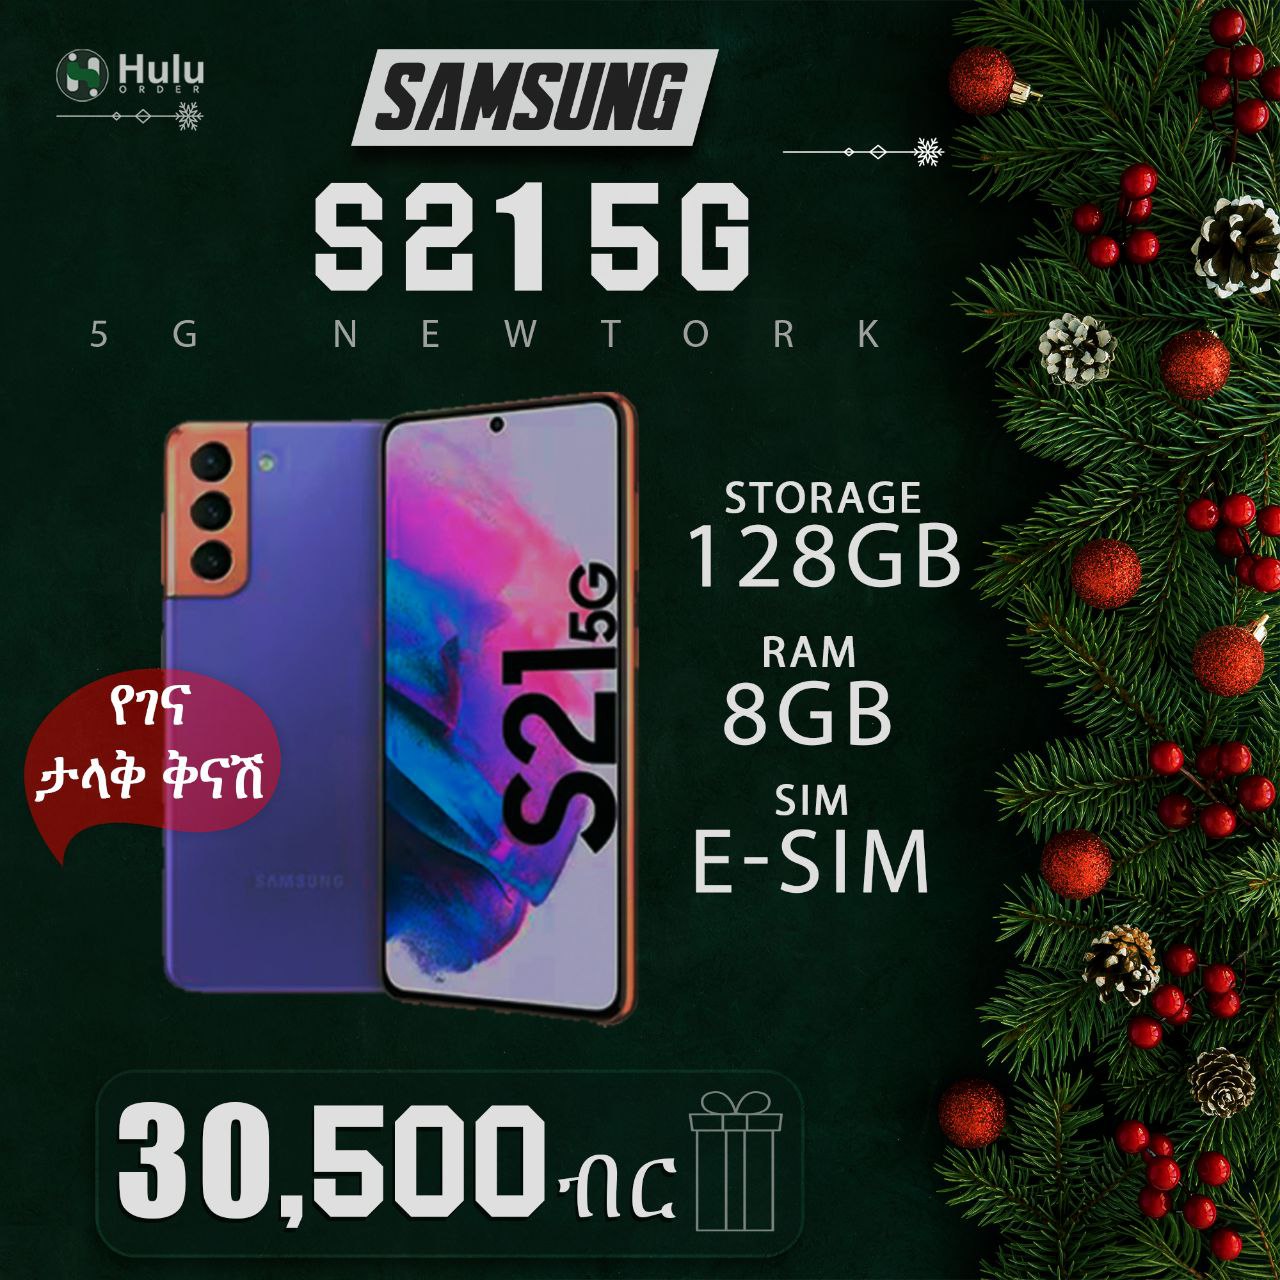 Hulu
ORDER
SAMSUNG
S21 5G
5G NEWTORK
STORAGE
128GB
RAM
8GB
SIM
E-SIM
S21 5G
SAMSUNG
የገና
ታላቅ ቅናሽ
30,500 ብር